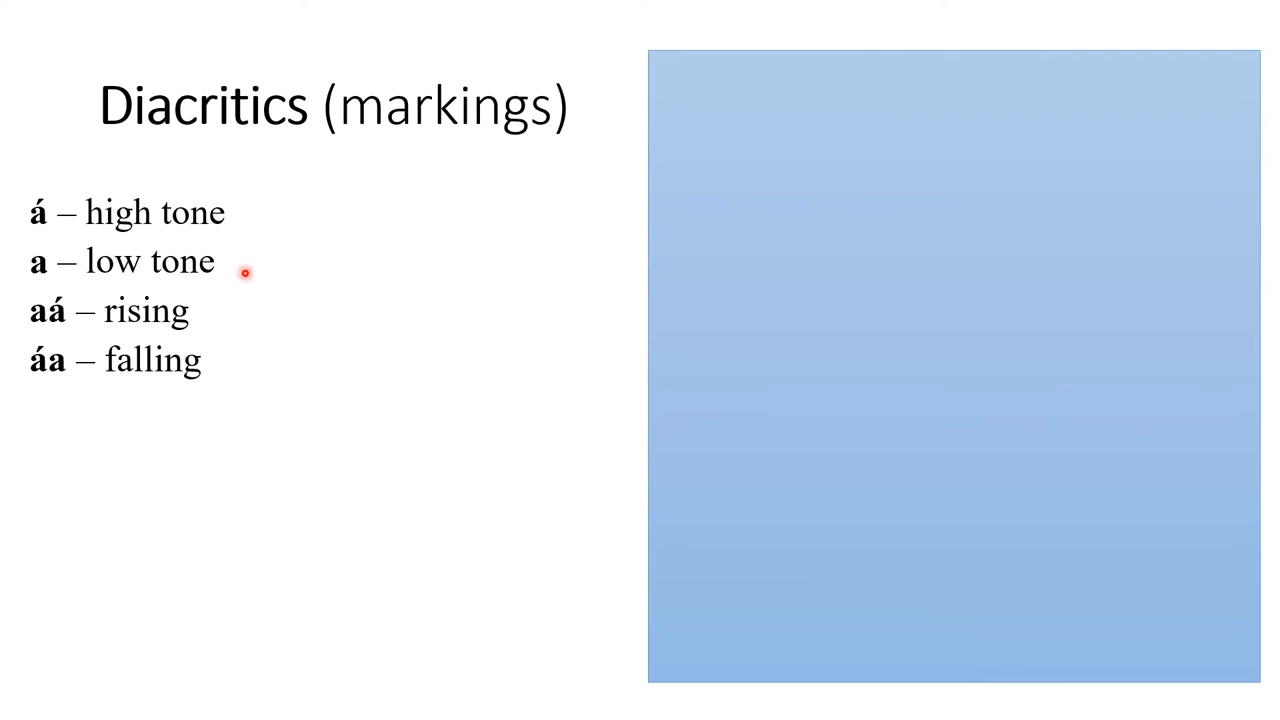 Diacritics (markings)
á – high tone
a – low tone
aá – rising
áa – falling